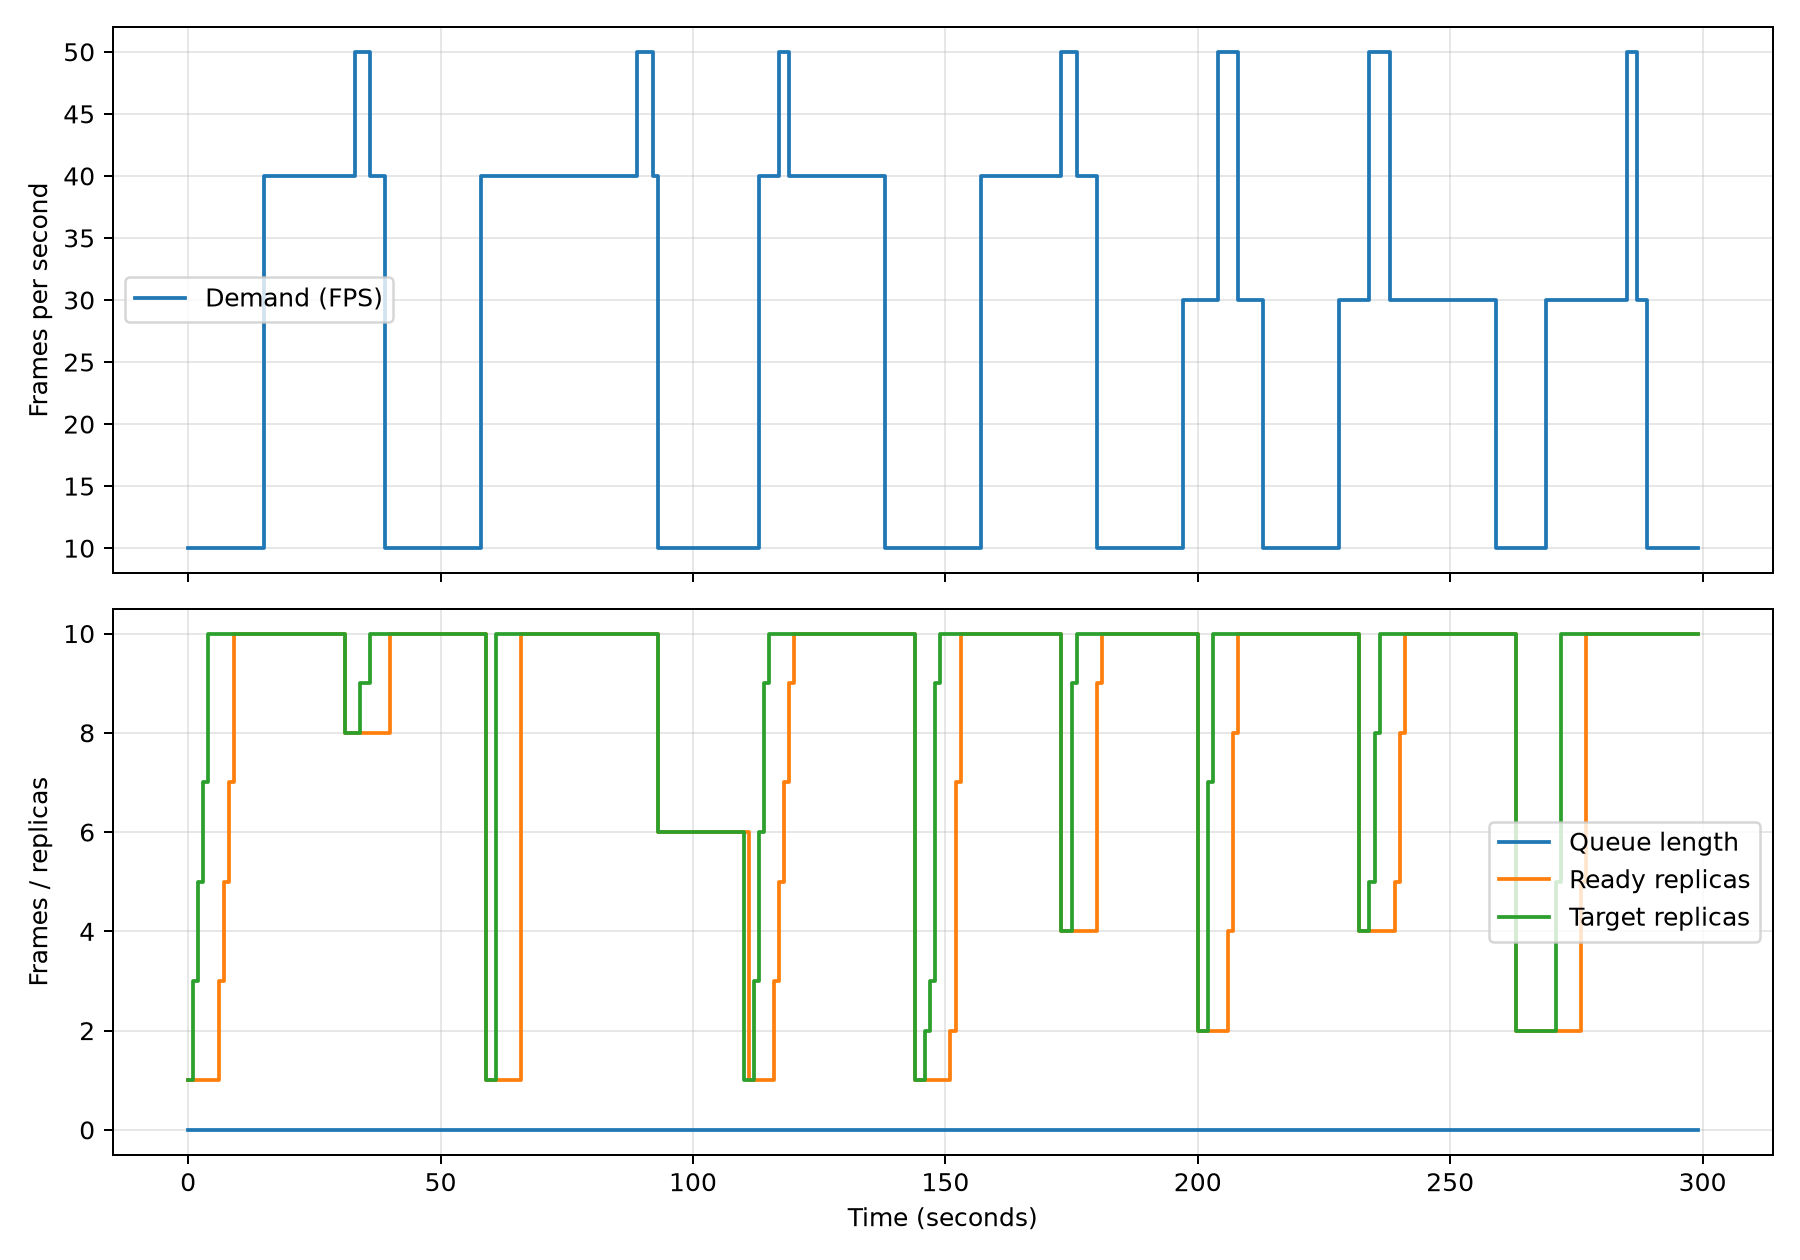 Frames per second
50
45
40
35
30
25
20
15
10
Demand (FPS)
Frames / replicas
10
8
6
4
2
0
Queue length
Ready replicas
Target replicas
0 50 100 150 200 250 300
Time (seconds)